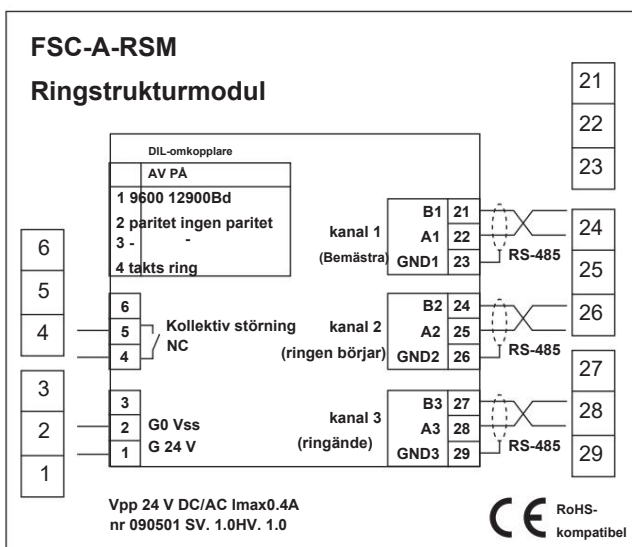 FSC-A-RSM
Ringstrukturmodul
DIL-omkopplare
AV PÅ
1 9600 12900Bd
2 paritet ingen paritet
3 - -
4 takts ring
6
5
4
3
2
1
6
5 Kollektiv störning
4 NC
3
2 G0 Vss
1 G 24 V
kanal 1
(Bemästra)
B1 21
A1 22
GND1 23
RS-485
kanal 2
(ringen börjar)
B2 24
A2 25
GND2 26
RS-485
kanal 3
(ringände)
B3 27
A3 28
GND3 29
RS-485
21
22
23
24
25
26
27
28
29
Vpp 24 V DC/AC Imax0.4A
nr 090501 SV. 1.0HV. 1.0
CE
RoHS-
kompatibel